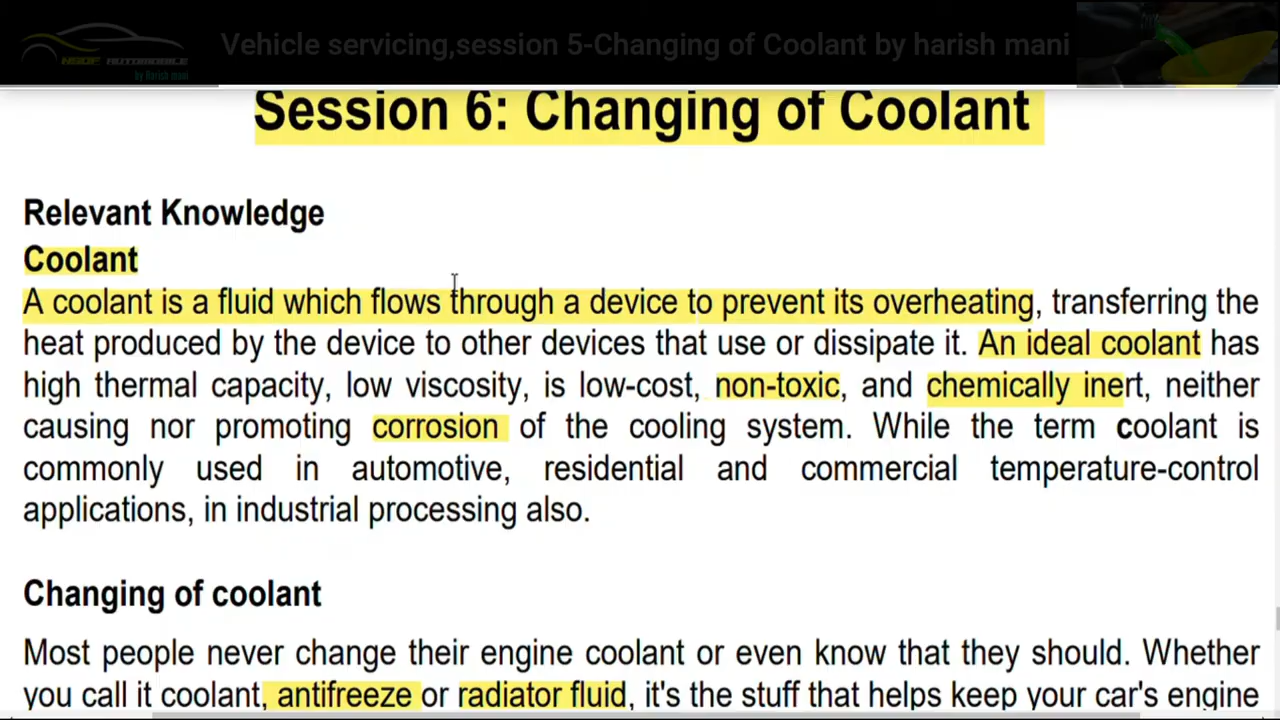 Vehicle servicing,session 5-Changing of Coolant by harish mani
HSDF AUTOMOBILE
by Harish mani
Session 6: Changing of Coolant
Relevant Knowledge
Coolant
A coolant is a fluid which flows through a device to prevent its overheating, transferring the
heat produced by the device to other devices that use or dissipate it. An ideal coolant has
high thermal capacity, low viscosity, is low-cost, non-toxic, and chemically inert, neither
causing nor promoting corrosion of the cooling system. While the term coolant is
commonly used in automotive, residential and commercial temperature-control
applications, in industrial processing also.
Changing of coolant
Most people never change their engine coolant or even know that they should. Whether
you call it coolant, antifreeze or radiator fluid, it's the stuff that helps keep your car's engine